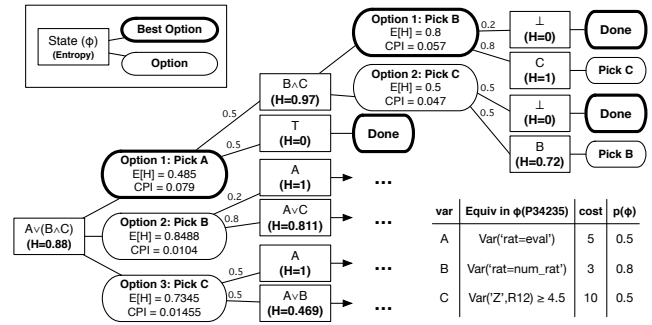 State (ϕ)
(Entropy)
Best Option
Option
A∨(B∧C)
(H=0.88)
Option 1: Pick A
E[H] = 0.485
CPI = 0.079
Option 2: Pick B
E[H] = 0.8488
CPI = 0.0104
Option 3: Pick C
E[H] = 0.7345
CPI = 0.01455
0.5
B∧C
(H=0.97)
0.5
T
(H=0)
Done
0.2
A
(H=1)
...
0.8
A∨C
(H=0.811)
...
0.5
A
(H=1)
...
0.5
A∨B
(H=0.469)
...
Option 1: Pick B
E[H] = 0.8
CPI = 0.057
Option 2: Pick C
E[H] = 0.5
CPI = 0.047
0.2
⊥
(H=0)
Done
0.8
C
(H=1)
Pick C
0.5
⊥
(H=0)
Done
0.5
B
(H=0.72)
Pick B
var Equiv in ϕ(P34235) cost p(ϕ)
A Var('rat=eval') 5 0.5
B Var('rat=num_rat') 3 0.8
C Var('Z',R12) ≥ 4.5 10 0.5